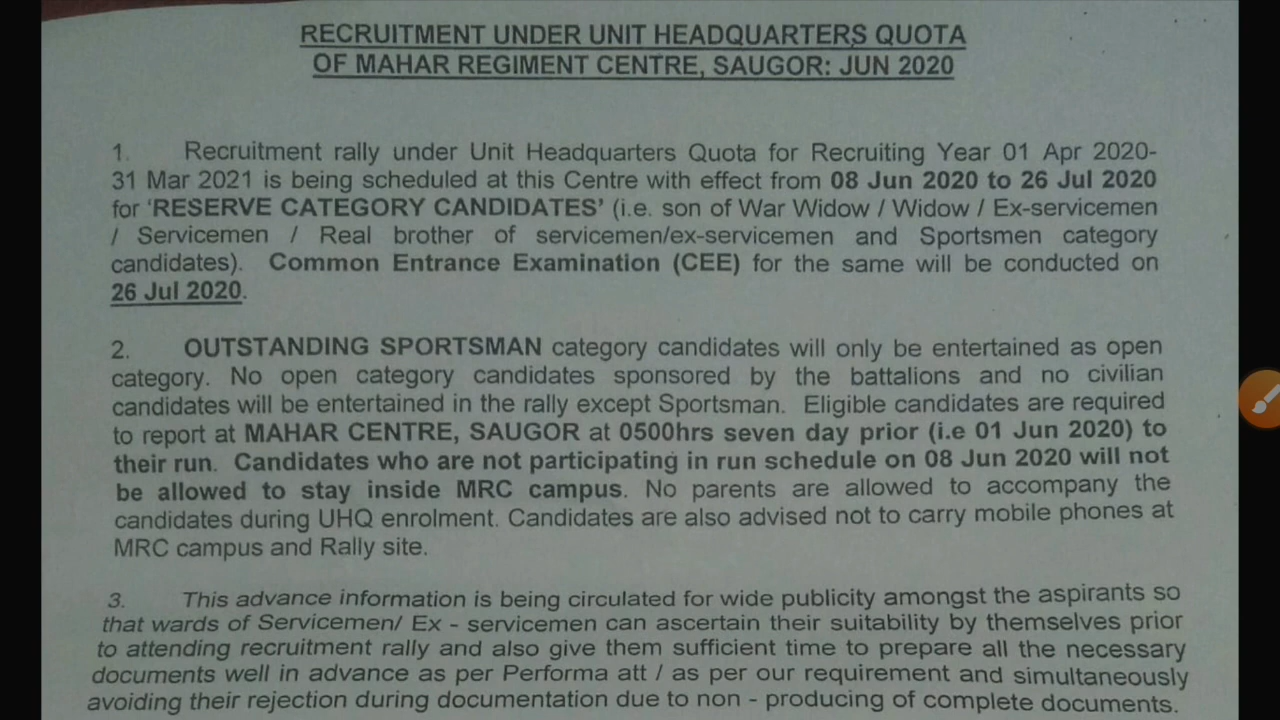 RECRUITMENT UNDER UNIT HEADQUARTERS QUOTA
OF MAHAR REGIMENT CENTRE, SAUGOR: JUN 2020
1. Recruitment rally under Unit Headquarters Quota for Recruiting Year 01 Apr 2020-
31 Mar 2021 is being scheduled at this Centre with effect from 08 Jun 2020 to 26 Jul 2020
for 'RESERVE CATEGORY CANDIDATES' (i.e. son of War Widow / Widow / Ex-servicemen
/ Servicemen / Real brother of servicemen/ex-servicemen and Sportsmen category
candidates). Common Entrance Examination (CEE) for the same will be conducted on
26 Jul 2020.
2. OUTSTANDING SPORTSMAN category candidates will only be entertained as open
category. No open category candidates sponsored by the battalions and no civilian
candidates will be entertained in the rally except Sportsman. Eligible candidates are required
to report at MAHAR CENTRE, SAUGOR at 0500hrs seven day prior (i.e 01 Jun 2020) to
their run. Candidates who are not participating in run schedule on 08 Jun 2020 will not
be allowed to stay inside MRC campus. No parents are allowed to accompany the
candidates during UHQ enrolment. Candidates are also advised not to carry mobile phones at
MRC campus and Rally site.
3. This advance information is being circulated for wide publicity amongst the aspirants so
that wards of Servicemen/ Ex - servicemen can ascertain their suitability by themselves prior
to attending recruitment rally and also give them sufficient time to prepare all the necessary
documents well in advance as per Performa att / as per our requirement and simultaneously
avoiding their rejection during documentation due to non - producing of complete documents.